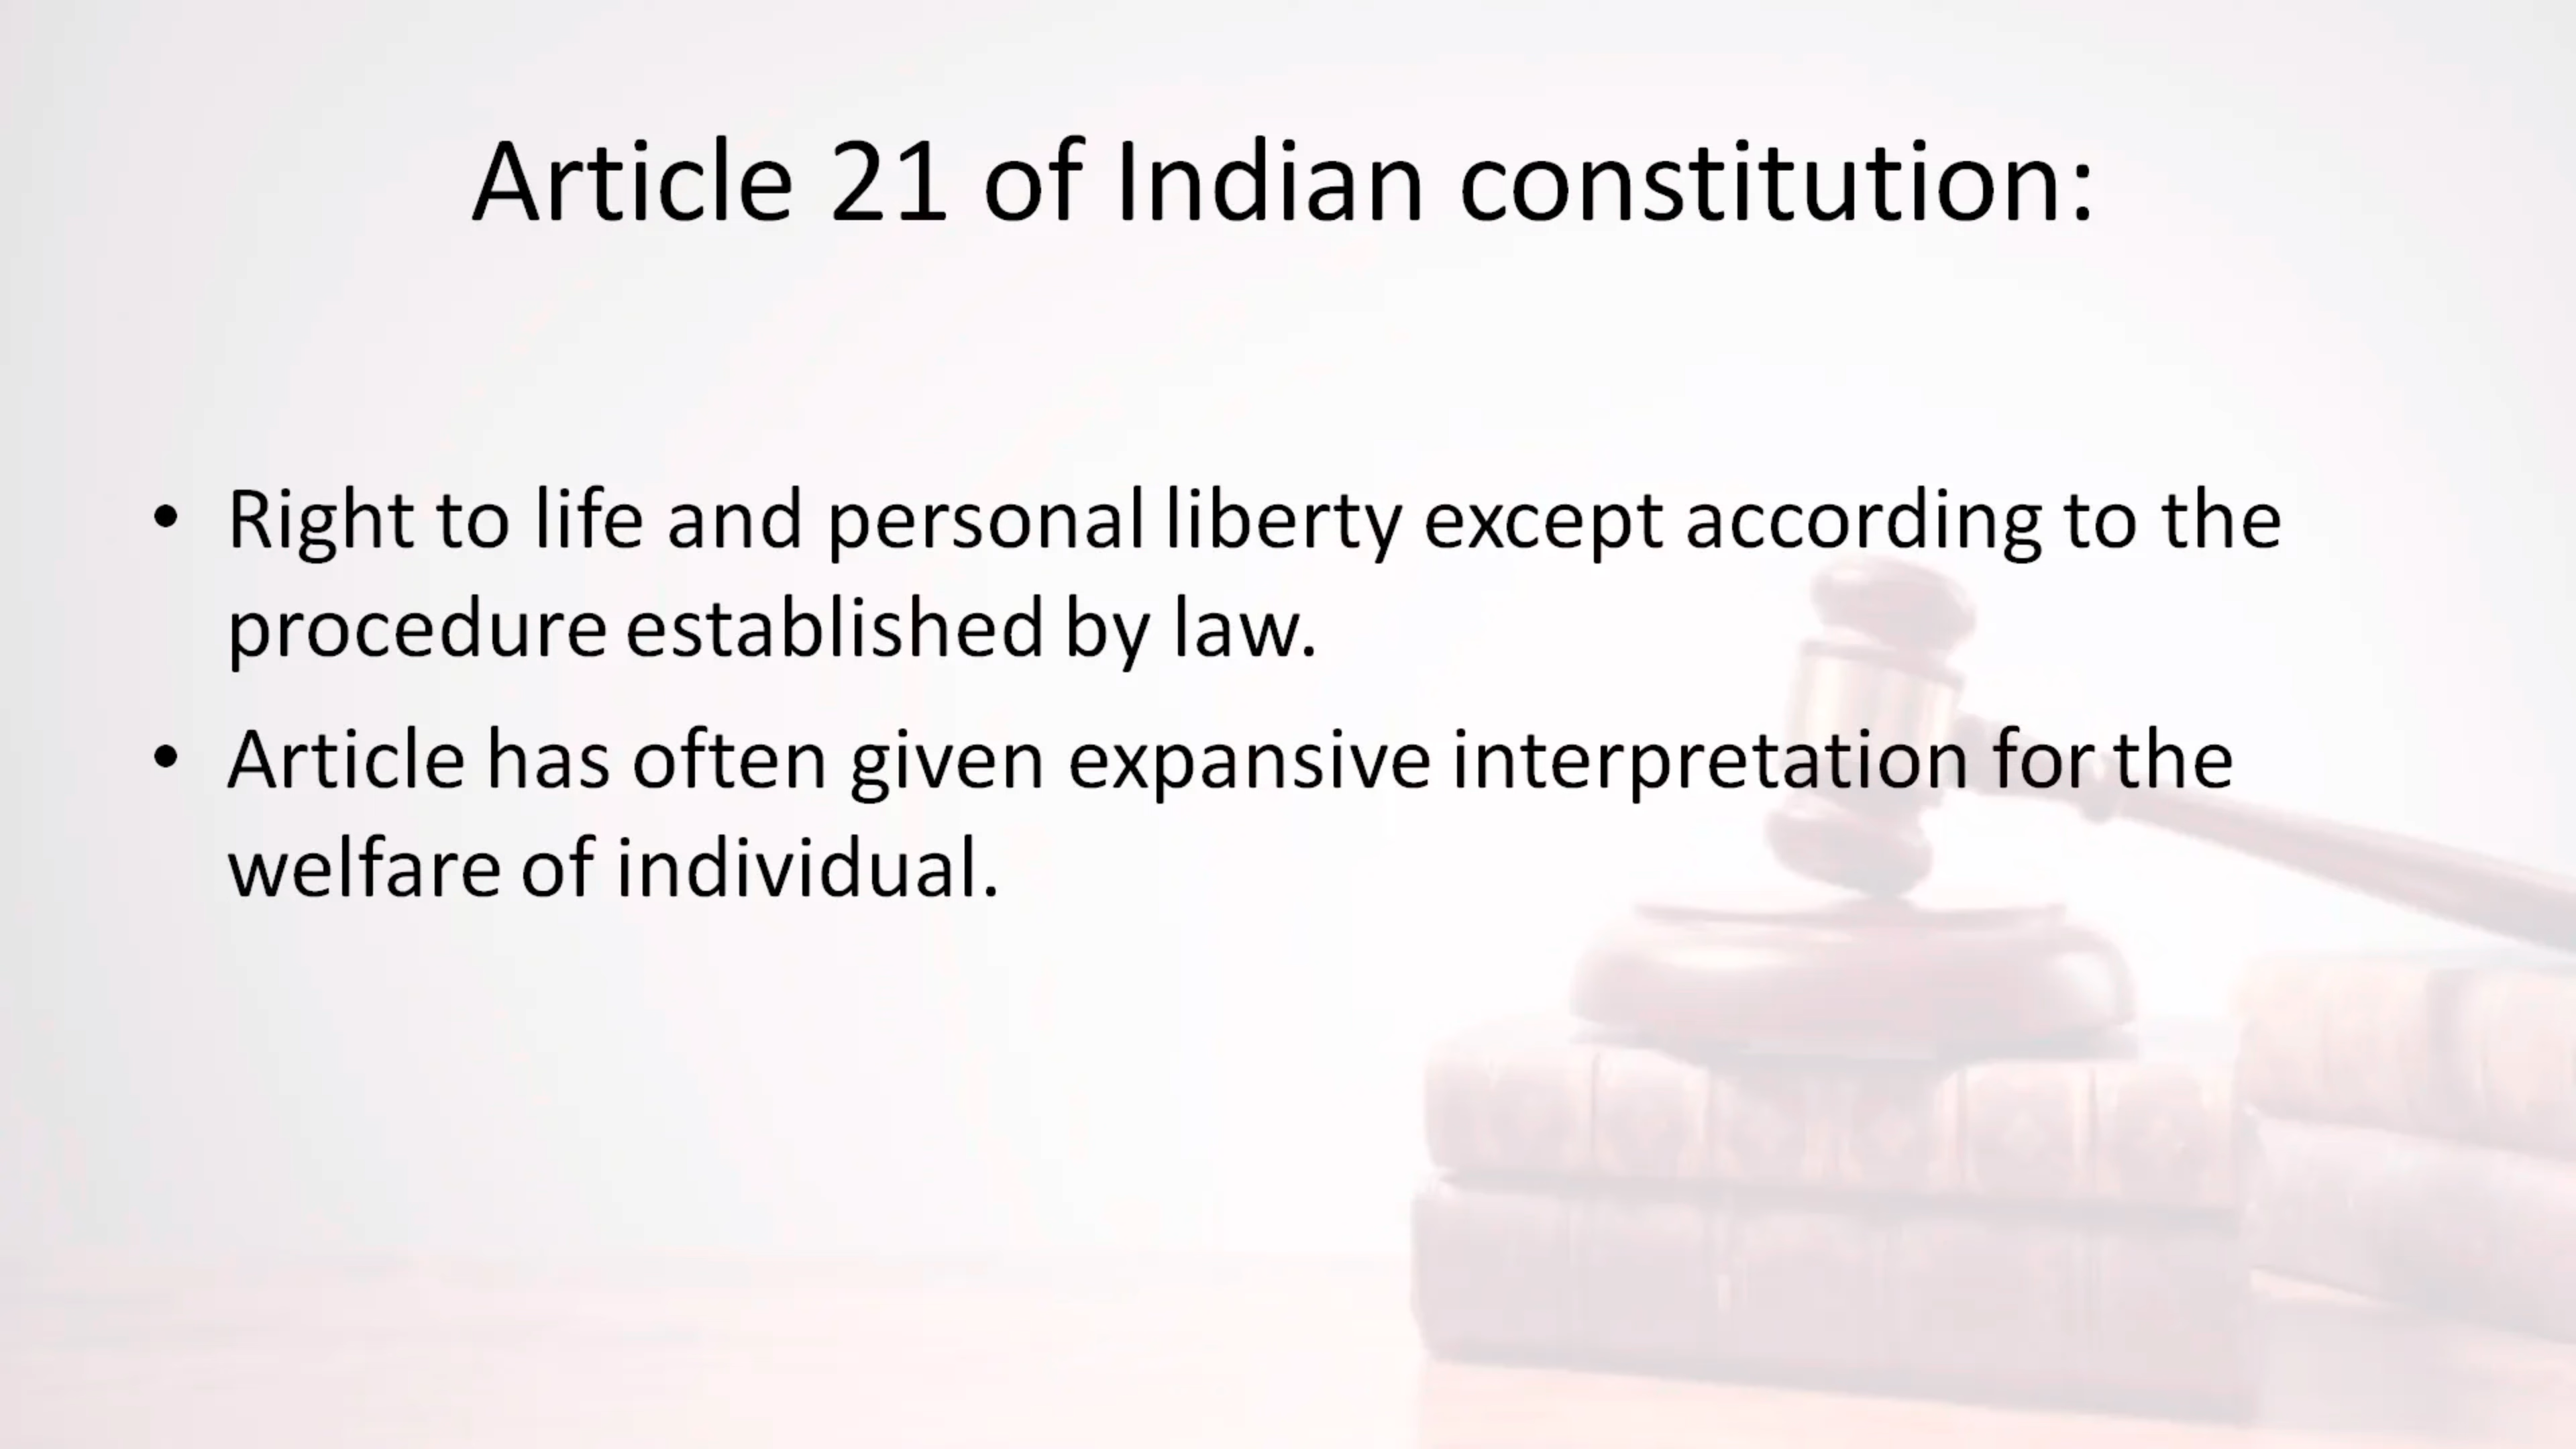 Article 21 of Indian constitution:
• Right to life and personal liberty except according to the
procedure established by law.
• Article has often given expansive interpretation for the
welfare of individual.